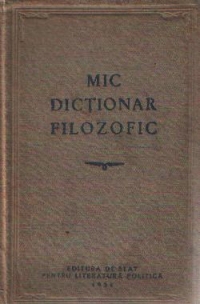 MIC
DICTIONAR
FILOZOFIC
EDITURA DE STAT
PENTRU LITERATURA POLITICA